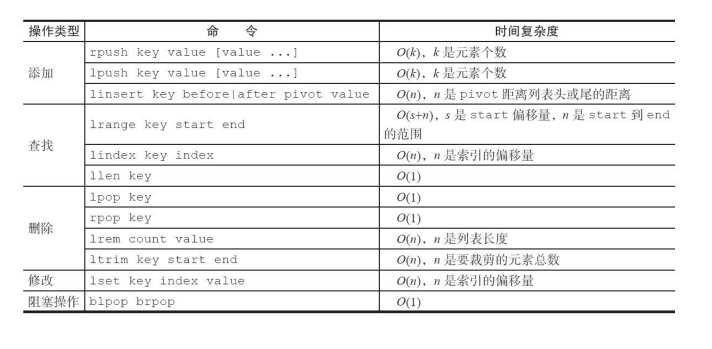 操作类型 命 令 时间复杂度
添加 rpush key value [value ...] O(k)，k 是元素个数
lpush key value [value ...] O(k)，k 是元素个数
linsert key before|after pivot value O(n)，n 是 pivot 距离列表头或尾的距离
查找 lrange key start end O(s+n)，s 是 start 偏移量，n 是 start 到 end
的范围
lindex key index O(n)，n 是索引的偏移量
llen key O(1)
删除 lpop key O(1)
rpop key O(1)
lrem count value O(n)，n 是列表长度
ltrim key start end O(n)，n 是要裁剪的元素总数
修改 lset key index value O(n)，n 是索引的偏移量
阻塞操作 blpop brpop O(1)